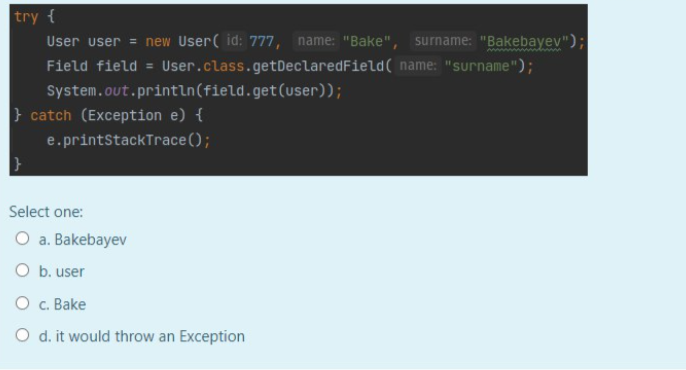 try {
User user = new User( id: 777, name: "Bake", surname: "Bakebayev");
Field field = User.class.getDeclaredField( name: "surname");
System.out.println(field.get(user));
} catch (Exception e) {
e.printStackTrace();
}
Select one:
a. Bakebayev
b. user
c. Bake
d. it would throw an Exception